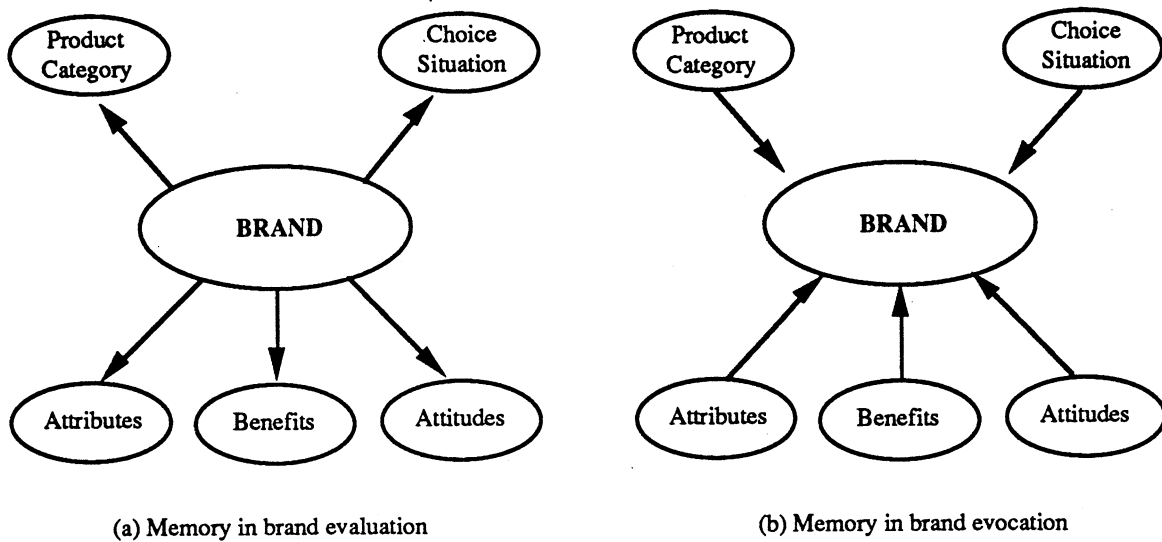 Product
Category
Choice
Situation
BRAND
Attributes
Benefits
Attitudes
(a) Memory in brand evaluation
Product
Category
Choice
Situation
BRAND
Attributes
Benefits
Attitudes
(b) Memory in brand evocation